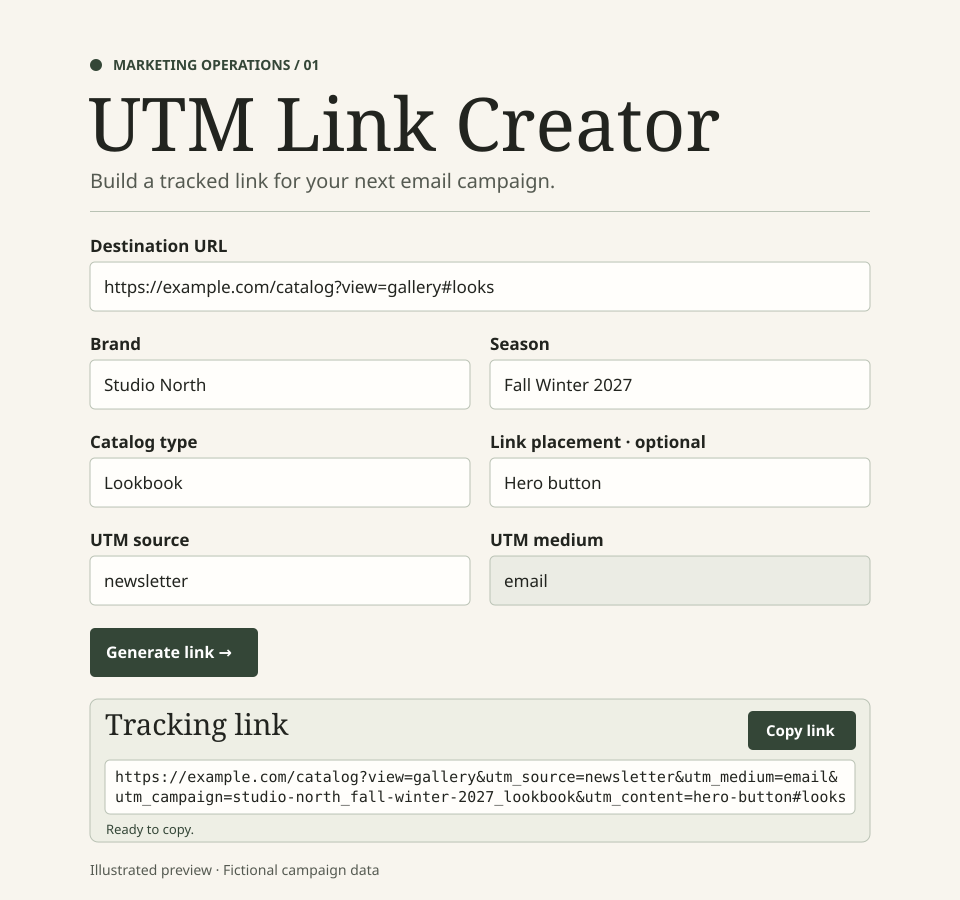 MARKETING OPERATIONS / 01
UTM Link Creator
Build a tracked link for your next email campaign.
Destination URL
https://example.com/catalog?view=gallery#looks
Brand
Season
Studio North
Fall Winter 2027
Catalog type
Link placement · optional
Lookbook
Hero button
UTM source
UTM medium
newsletter
email
Generate link →
Tracking link
Copy link
https://example.com/catalog?view=gallery&utm_source=newsletter&utm_medium=email&
utm_campaign=studio-north_fall-winter-2027_lookbook&utm_content=hero-button#looks
Ready to copy.
Illustrated preview · Fictional campaign data